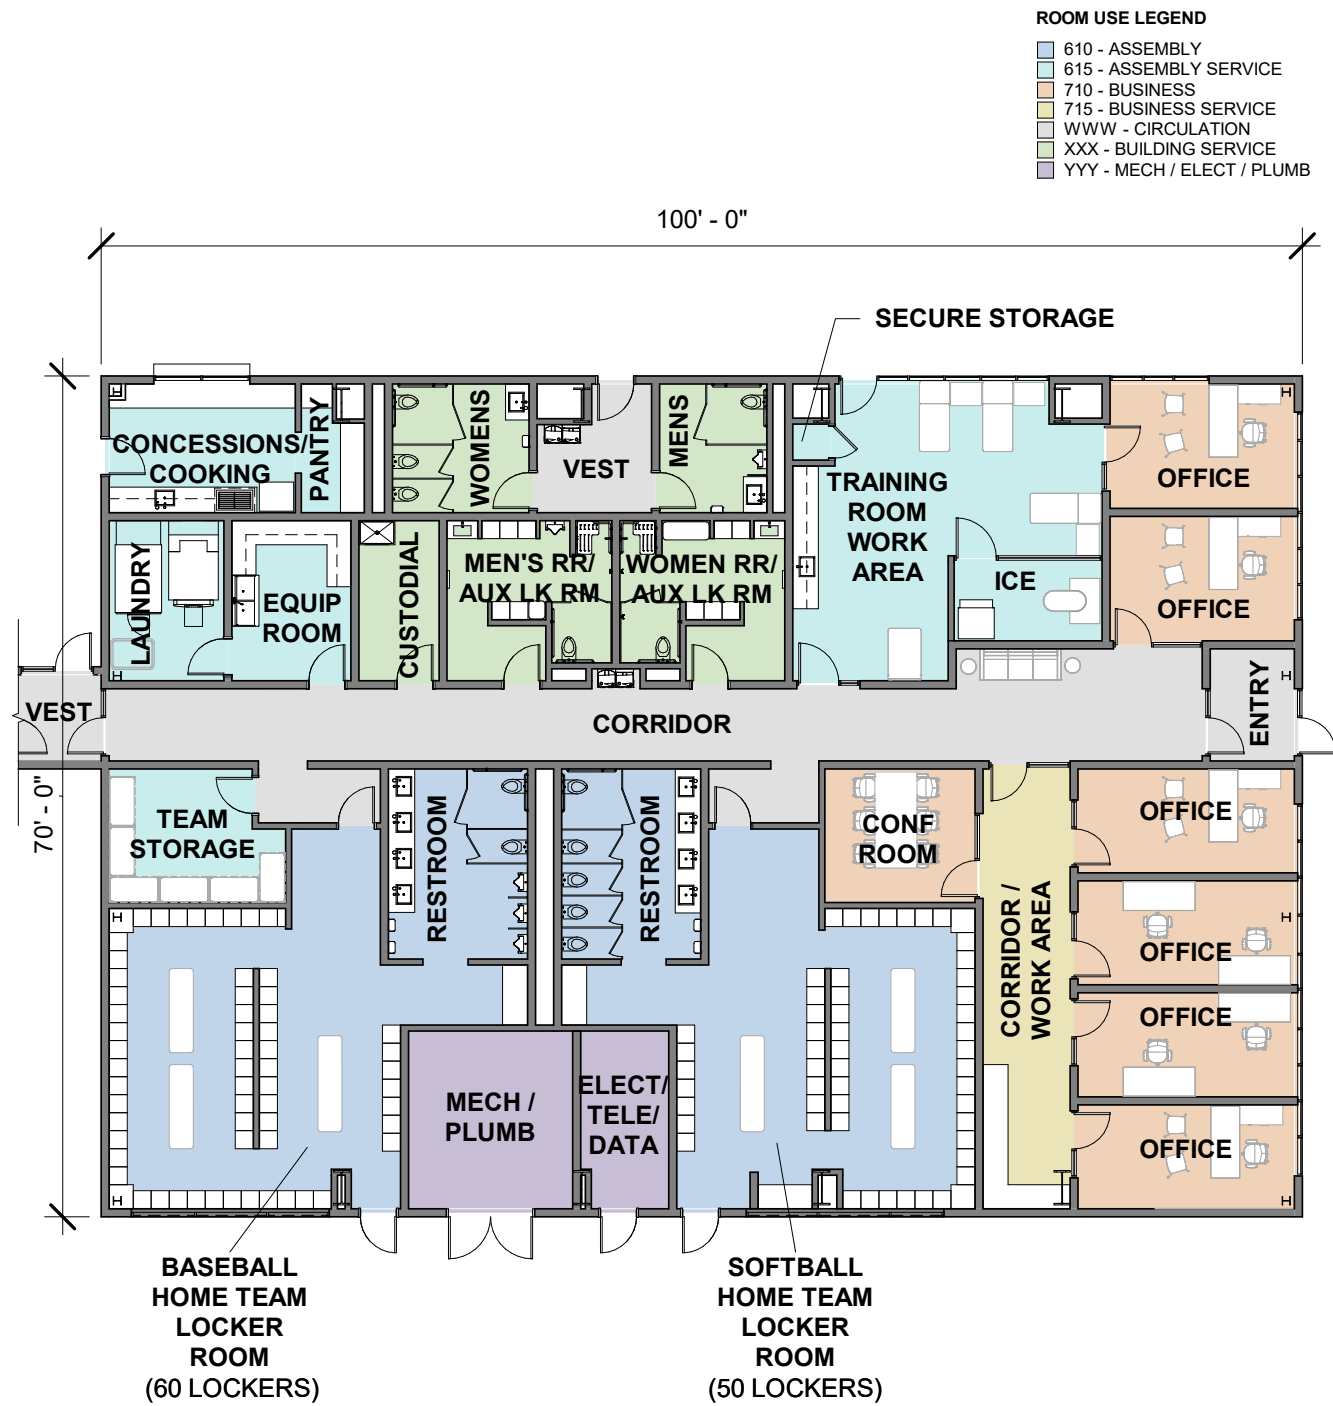 ROOM USE LEGEND
610 - ASSEMBLY
615 - ASSEMBLY SERVICE
710 - BUSINESS
715 - BUSINESS SERVICE
WWW - CIRCULATION
XXX - BUILDING SERVICE
YYY - MECH / ELECT / PLUMB
100' - 0"
SECURE STORAGE
CONCESSIONS/
COOKING
PANTRY
WOMENS
VEST
MENS
TRAINING
ROOM
WORK
AREA
OFFICE
LAUNDRY
EQUIP
ROOM
CUSTODIAL
MEN'S RR/
AUX LK RM
WOMEN RR/
AUX LK RM
ICE
OFFICE
VEST
CORRIDOR
ENTRY
70' - 0"
TEAM
STORAGE
RESTROOM
RESTROOM
CONF
ROOM
CORRIDOR /
WORK AREA
OFFICE
OFFICE
OFFICE
OFFICE
MECH /
PLUMB
ELECT/
TELE/
DATA
BASEBALL
HOME TEAM
LOCKER
ROOM
(60 LOCKERS)
SOFTBALL
HOME TEAM
LOCKER
ROOM
(50 LOCKERS)